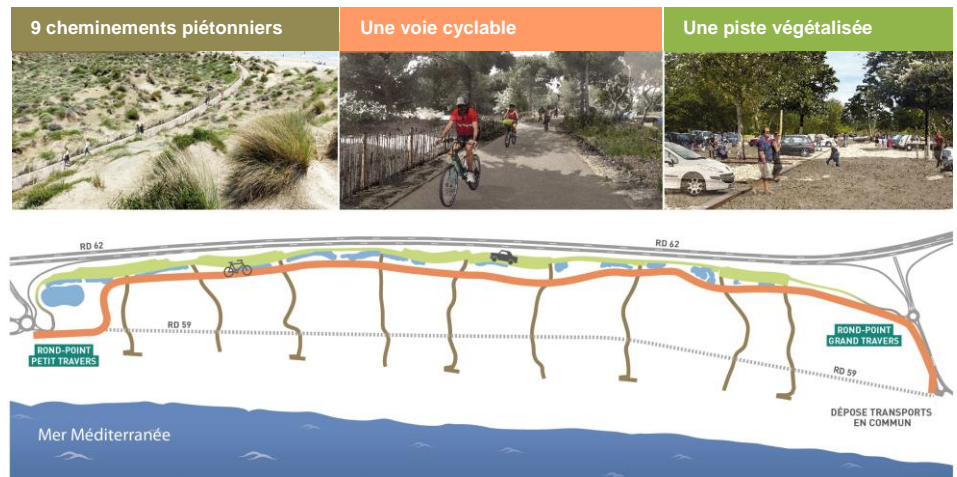 9 cheminements piétonniers
Une voie cyclable
Une piste végétalisée
RD 62
RD 62
RD 59
ROND-POINT
PETIT TRAVERS
ROND-POINT
GRAND TRAVERS
RD 59
DÉPOSE TRANSPORTS
EN COMMUN
Mer Méditerranée